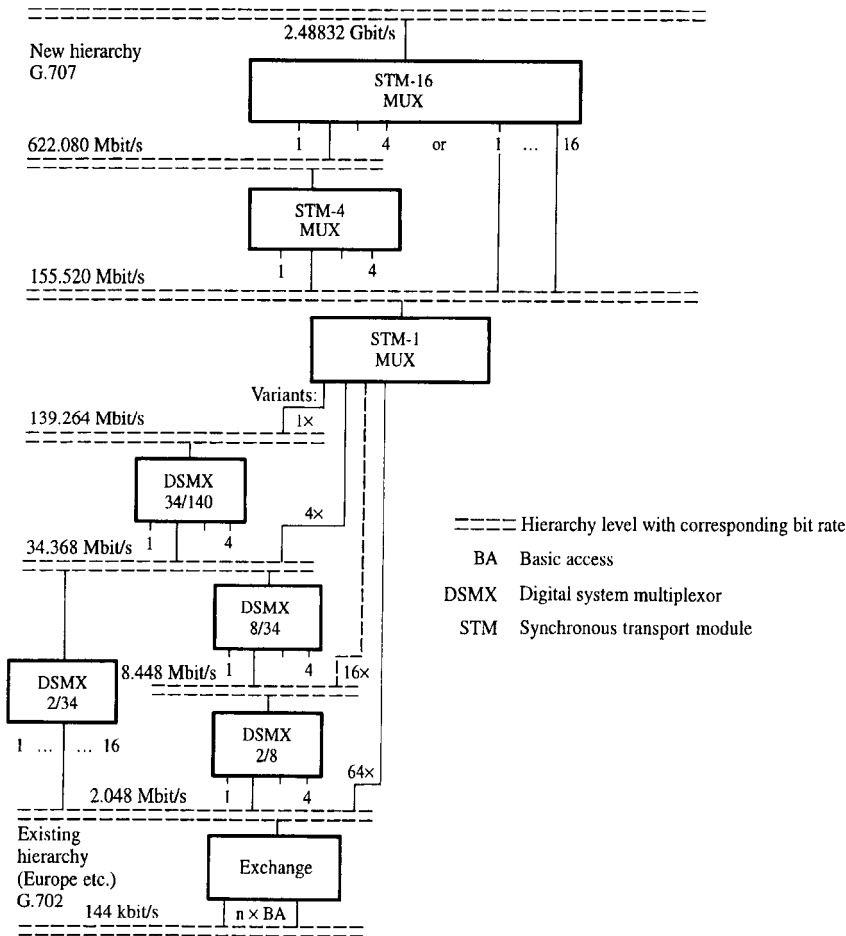 2.48832 Gbit/s
New hierarchy
G.707
STM-16
MUX
1 4 or 1 ... 16
622.080 Mbit/s
STM-4
MUX
1 4
155.520 Mbit/s
STM-1
MUX
Variants:
139.264 Mbit/s
1×
DSMX
34/140
4×
1 4
34.368 Mbit/s
Hierarchy level with corresponding bit rate
BA Basic access
DSMX Digital system multiplexor
STM Synchronous transport module
DSMX
8/34
1 4
8.448 Mbit/s
16×
DSMX
2/34
1 ... ... 16
DSMX
2/8
64×
1 4
2.048 Mbit/s
Existing
hierarchy
(Europe etc.)
G.702
Exchange
144 kbit/s
n × BA